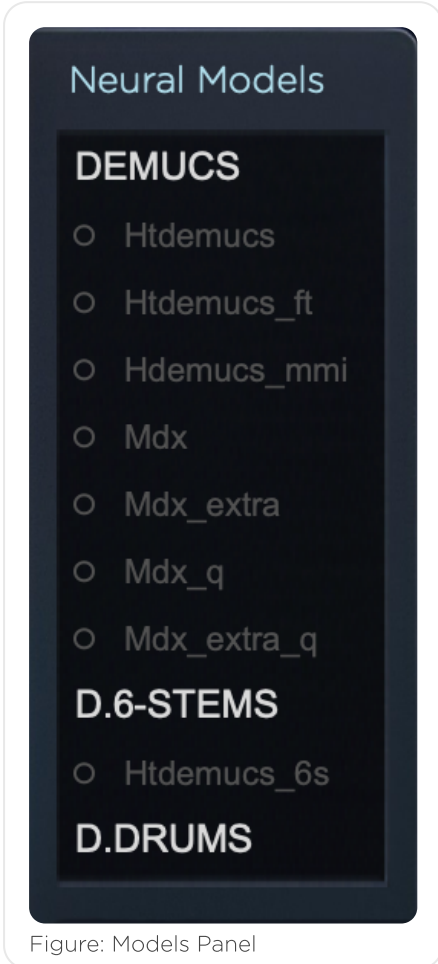 Neural Models
DEMUCS
Htdemucs
Htdemucs_ft
Hdemucs_mmi
Mdx
Mdx_extra
Mdx_q
Mdx_extra_q
D.6-STEMS
Htdemucs_6s
D.DRUMS
Figure: Models Panel